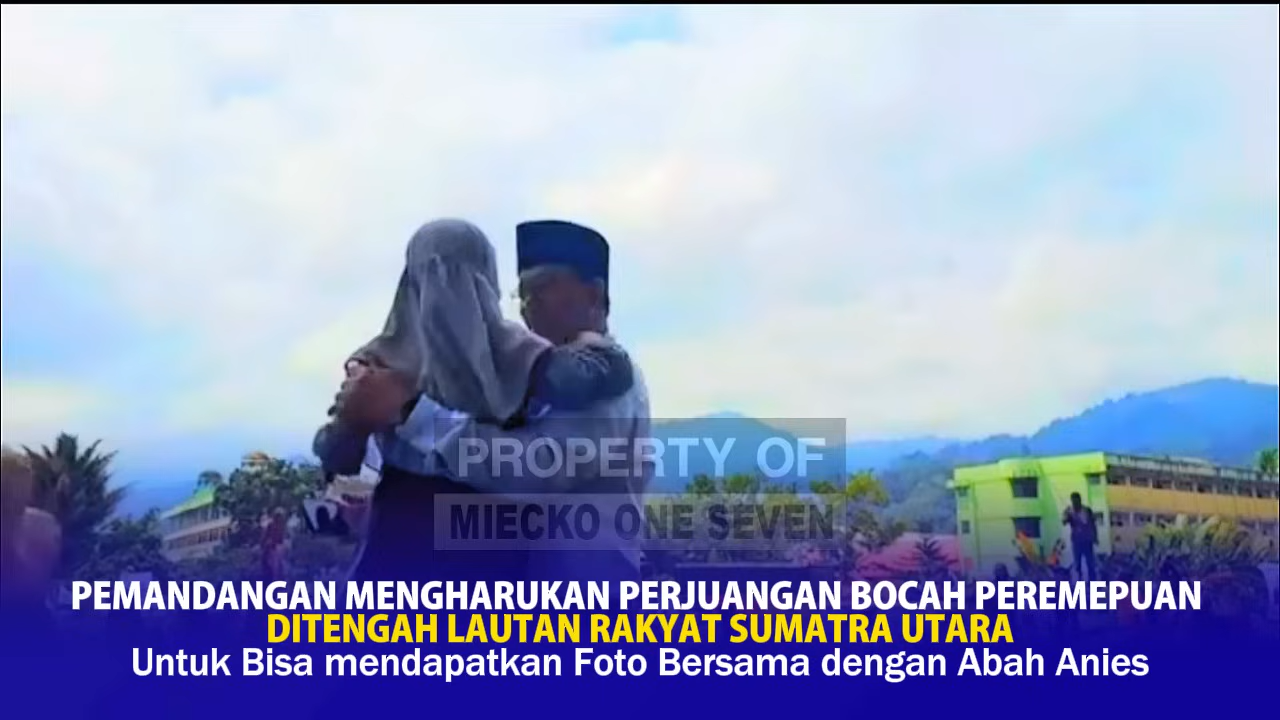 PROPERTY OF
MIECKO ONE SEVEN
PEMANDANGAN MENGHARUKAN PERJUANGAN BOCAH PEREMEPUAN
DITENGAH LAUTAN RAKYAT SUMATRA UTARA
Untuk Bisa mendapatkan Foto Bersama dengan Abah Anies